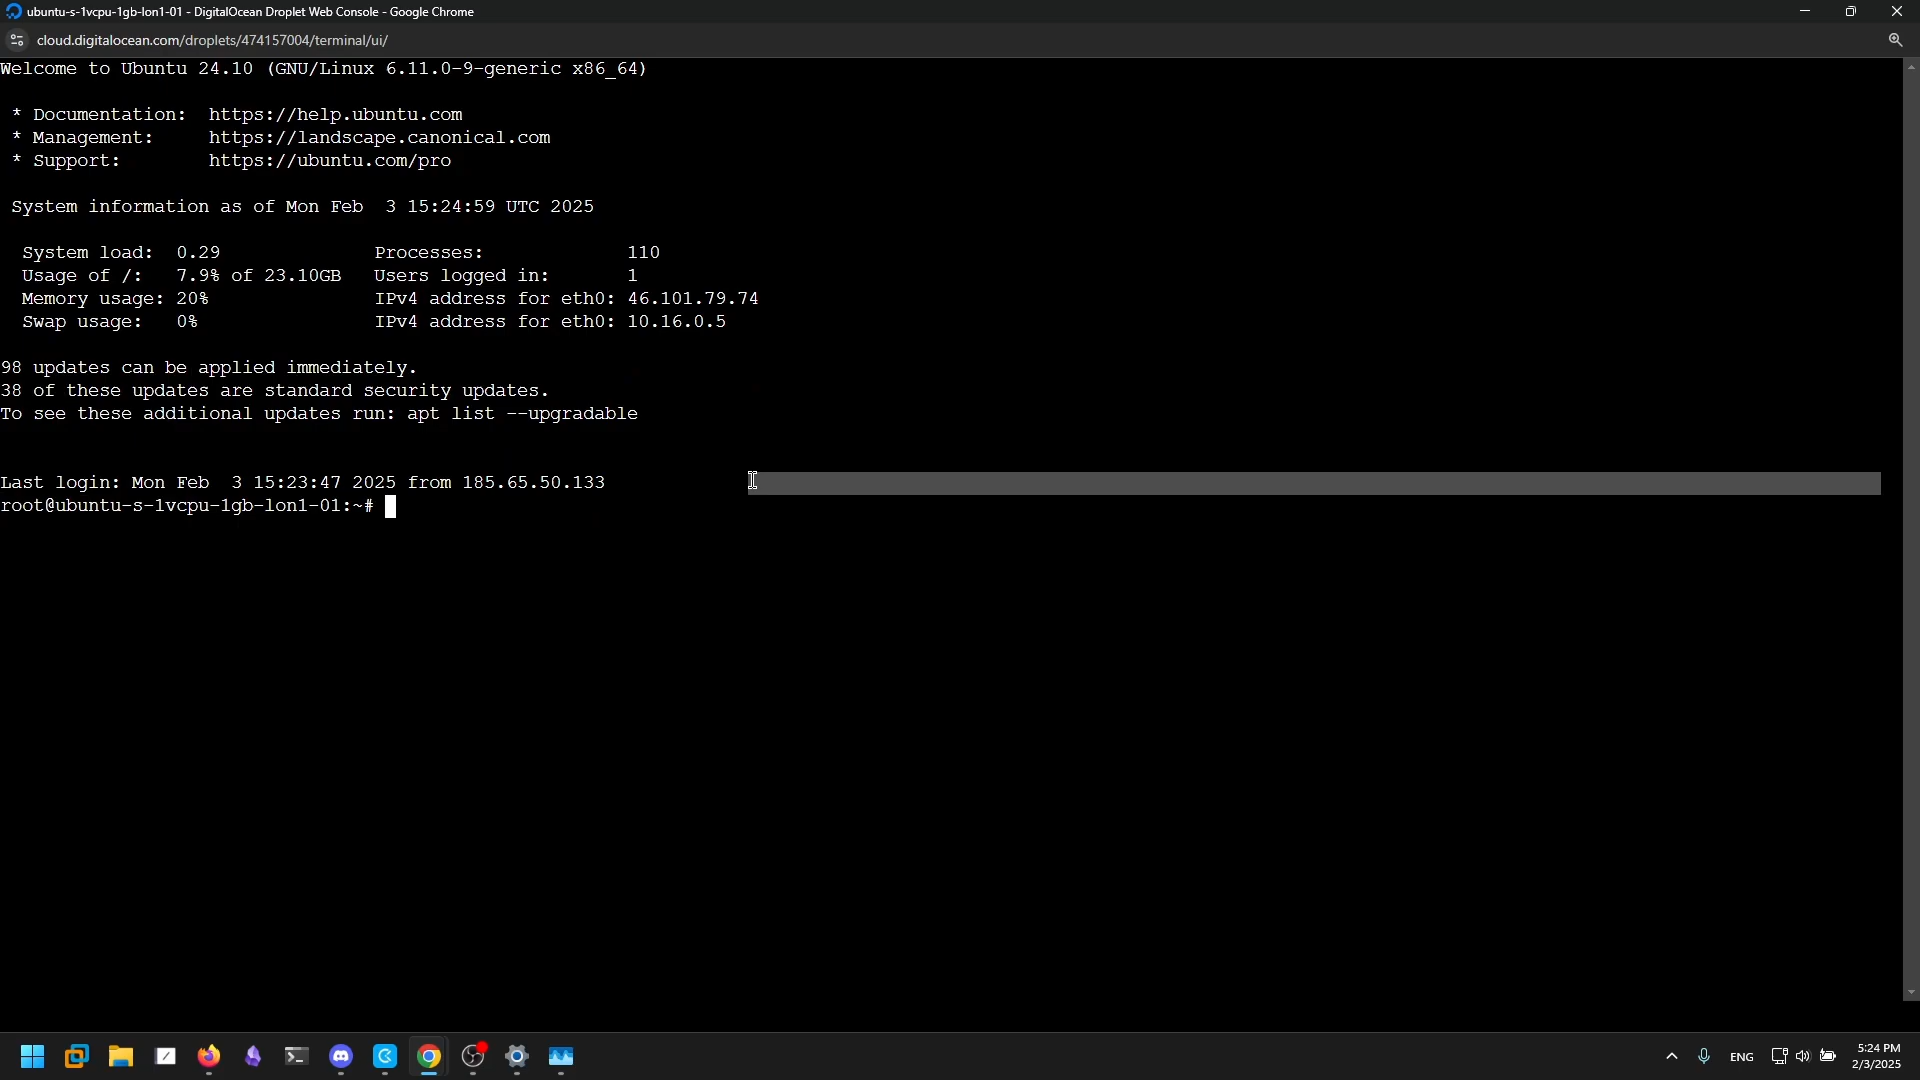 ubuntu-s-1vcpu-1gb-lon1-01 - DigitalOcean Droplet Web Console - Google Chrome
cloud.digitalocean.com/droplets/474157004/terminal/ui/
Welcome to Ubuntu 24.10 (GNU/Linux 6.11.0-9-generic x86_64)
* Documentation: https://help.ubuntu.com
* Management: https://landscape.canonical.com
* Support: https://ubuntu.com/pro
System information as of Mon Feb  3 15:24:59 UTC 2025
System load: 0.29 Processes: 110
Usage of /: 7.9% of 23.10GB Users logged in: 1
Memory usage: 20% IPv4 address for eth0: 46.101.79.74
Swap usage: 0% IPv4 address for eth0: 10.16.0.5
98 updates can be applied immediately.
38 of these updates are standard security updates.
To see these additional updates run: apt list --upgradable
Last login: Mon Feb  3 15:23:47 2025 from 185.65.50.133
root@ubuntu-s-1vcpu-1gb-lon1-01:~#
ENG
5:24 PM
2/3/2025